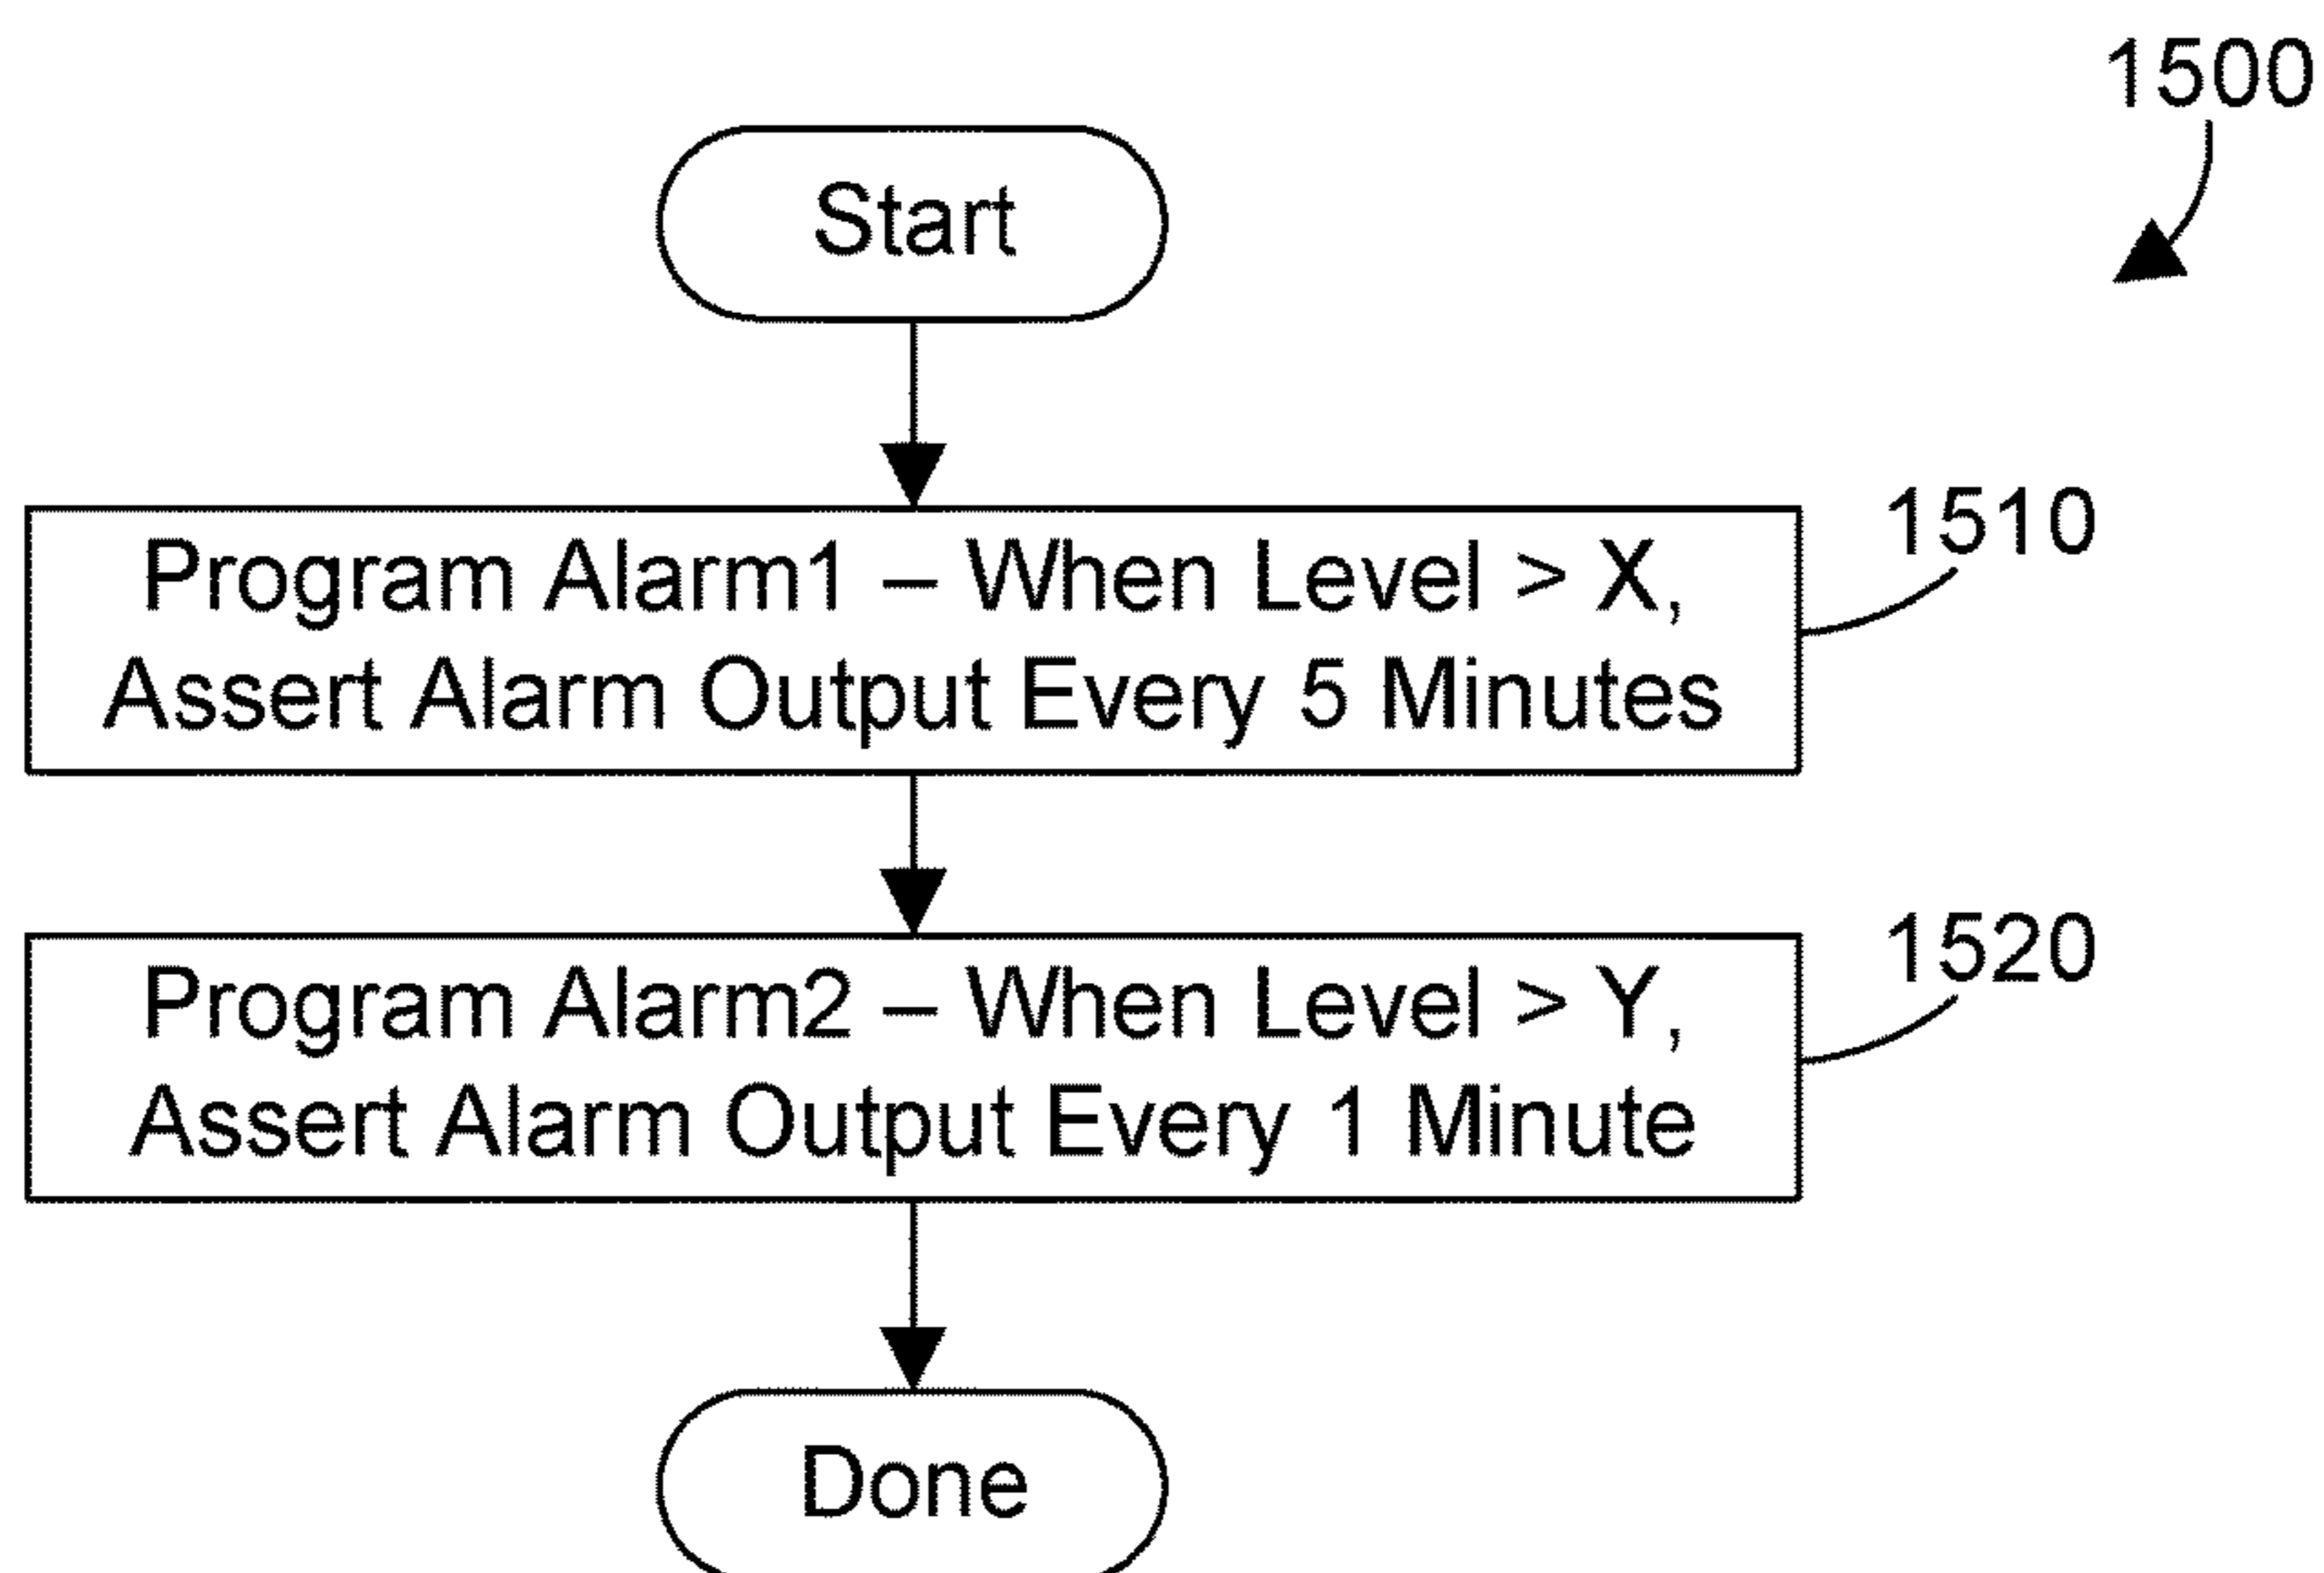 1500
Start
Program Alarm1 – When Level > X,
Assert Alarm Output Every 5 Minutes
1510
Program Alarm2 – When Level > Y,
Assert Alarm Output Every 1 Minute
1520
Done